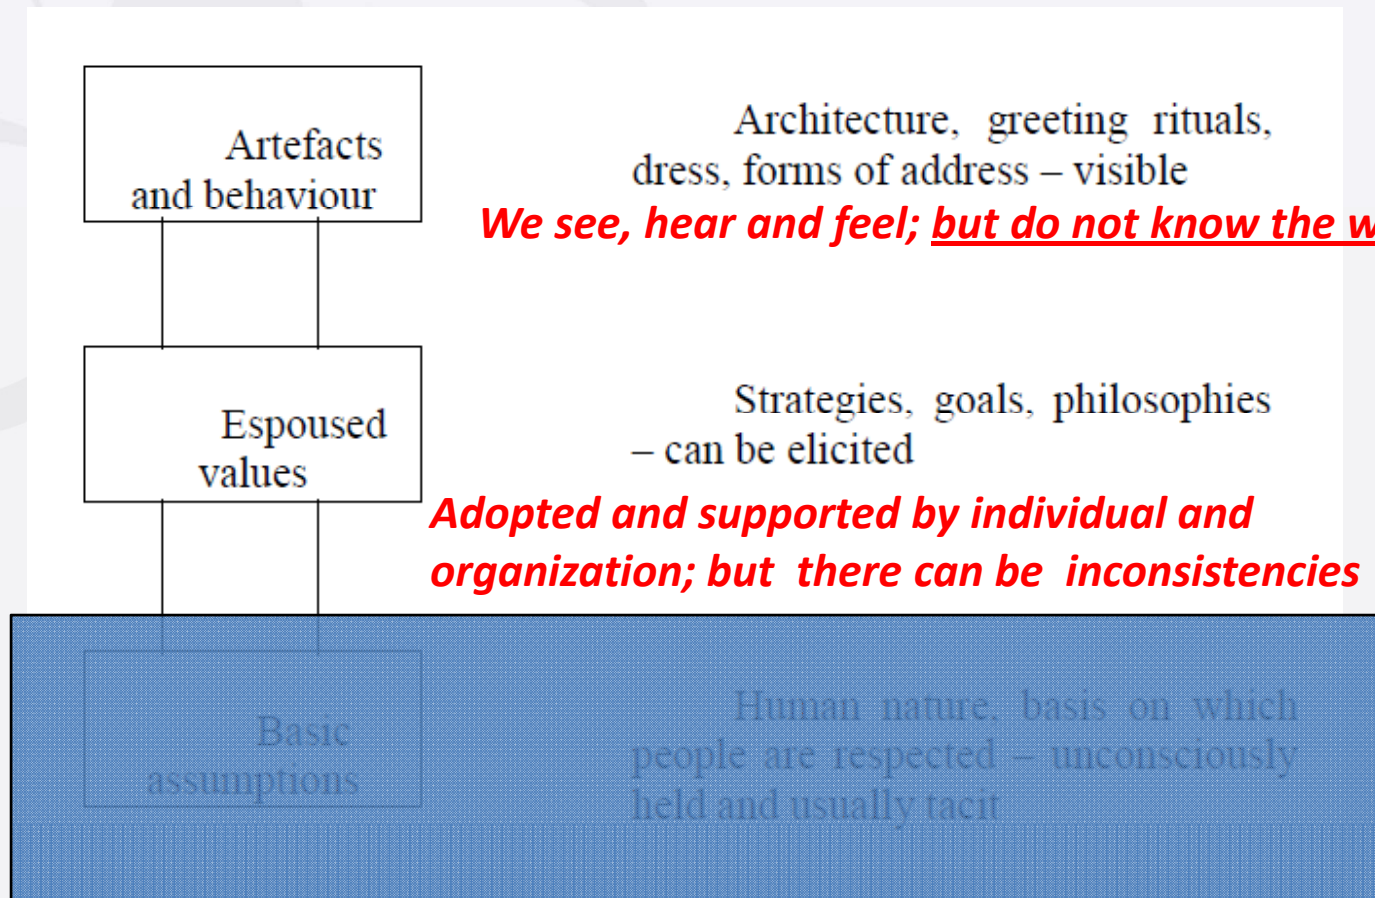 Artefacts
and behaviour
Architecture, greeting rituals,
dress, forms of address – visible
We see, hear and feel; but do not know the w
Espoused
values
Strategies, goals, philosophies
– can be elicited
Adopted and supported by individual and
organization; but there can be inconsistencies
Basic
assumptions
Human nature, basis on which
people are respected – unconsciously
held and usually tacit